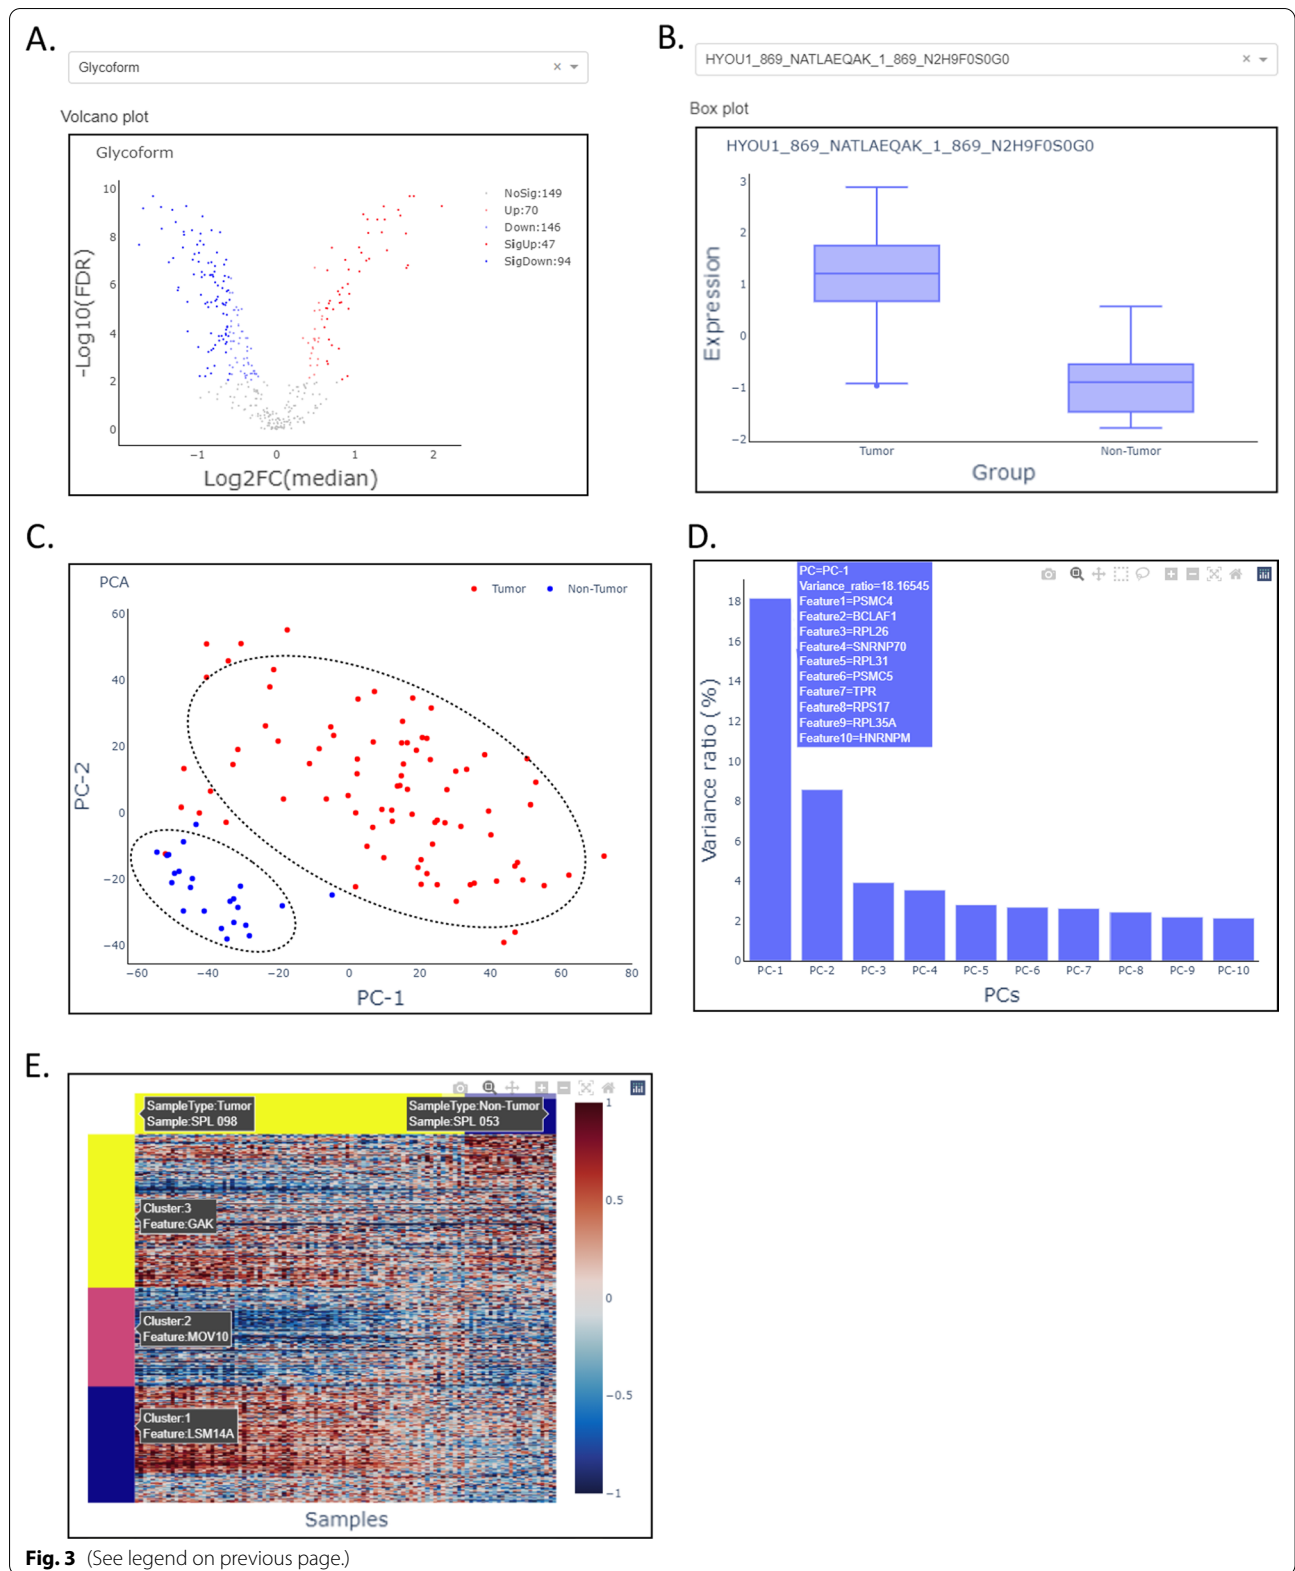 A.
Glycoform
Volcano plot
Glycoform
10
8
6
4
2
0
-Log10(FDR)
−1
0
1
2
Log2FC(median)
NoSig:149
Up:70
Down:146
SigUp:47
SigDown:94
B.
HYOU1_869_NATLAEQAK_1_869_N2H9F0S0G0
Box plot
HYOU1_869_NATLAEQAK_1_869_N2H9F0S0G0
3
2
1
0
−1
−2
Expression
Tumor
Non-Tumor
Group
C.
PCA
Tumor
Non-Tumor
60
40
20
0
−20
−40
PC-2
−60
−40
−20
0
20
40
60
80
PC-1
D.
PC=PC-1
Variance_ratio=18.16545
Feature1=PSMC4
Feature2=BCLAF1
Feature3=RPL26
Feature4=SNRNP70
Feature5=RPL31
Feature6=PSMC5
Feature7=TPR
Feature8=RPS17
Feature9=RPL35A
Feature10=HNRNPM
18
16
14
12
10
8
6
4
2
0
Variance ratio (%)
PC-1
PC-2
PC-3
PC-4
PC-5
PC-6
PC-7
PC-8
PC-9
PC-10
PCs
E.
SampleType:Tumor
Sample:SPL 098
SampleType:Non-Tumor
Sample:SPL 053
Cluster:3
Feature:GAK
Cluster:2
Feature:MOV10
Cluster:1
Feature:LSM14A
1
0.5
0
−0.5
−1
Samples
Fig. 3 (See legend on previous page.)